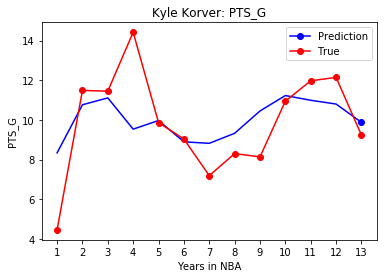 Kyle Korver: PTS_G
Prediction
True
PTS_G
14
12
10
8
6
4
1 2 3 4 5 6 7 8 9 10 11 12 13
Years in NBA